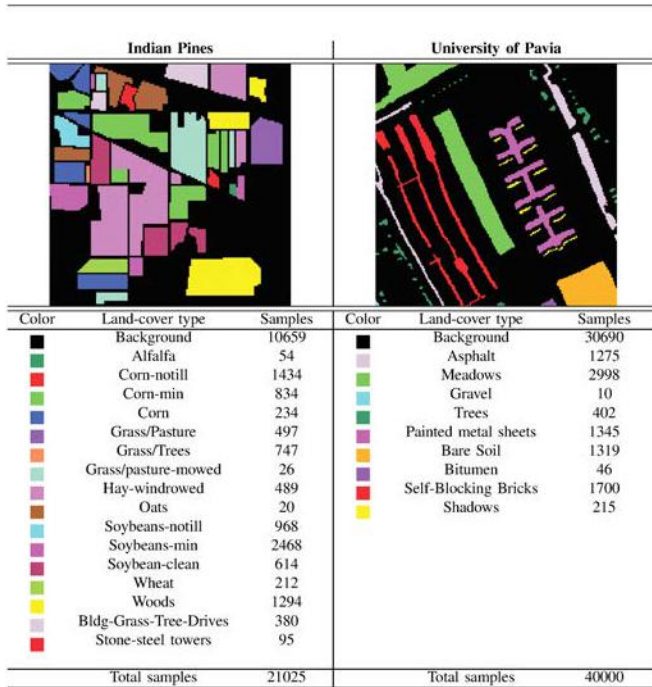 Indian Pines University of Pavia
Color Land-cover type Samples Color Land-cover type Samples
Background 10659 Background 30690
Alfalfa 54 Asphalt 1275
Corn-notill 1434 Meadows 2998
Corn-min 834 Gravel 10
Corn 234 Trees 402
Grass/Pasture 497 Painted metal sheets 1345
Grass/Trees 747 Bare Soil 1319
Grass/pasture-mowed 26 Bitumen 46
Hay-windrowed 489 Self-Blocking Bricks 1700
Oats 20 Shadows 215
Soybeans-notill 968
Soybeans-min 2468
Soybean-clean 614
Wheat 212
Woods 1294
Bldg-Grass-Tree-Drives 380
Stone-steel towers 95
Total samples 21025 Total samples 40000